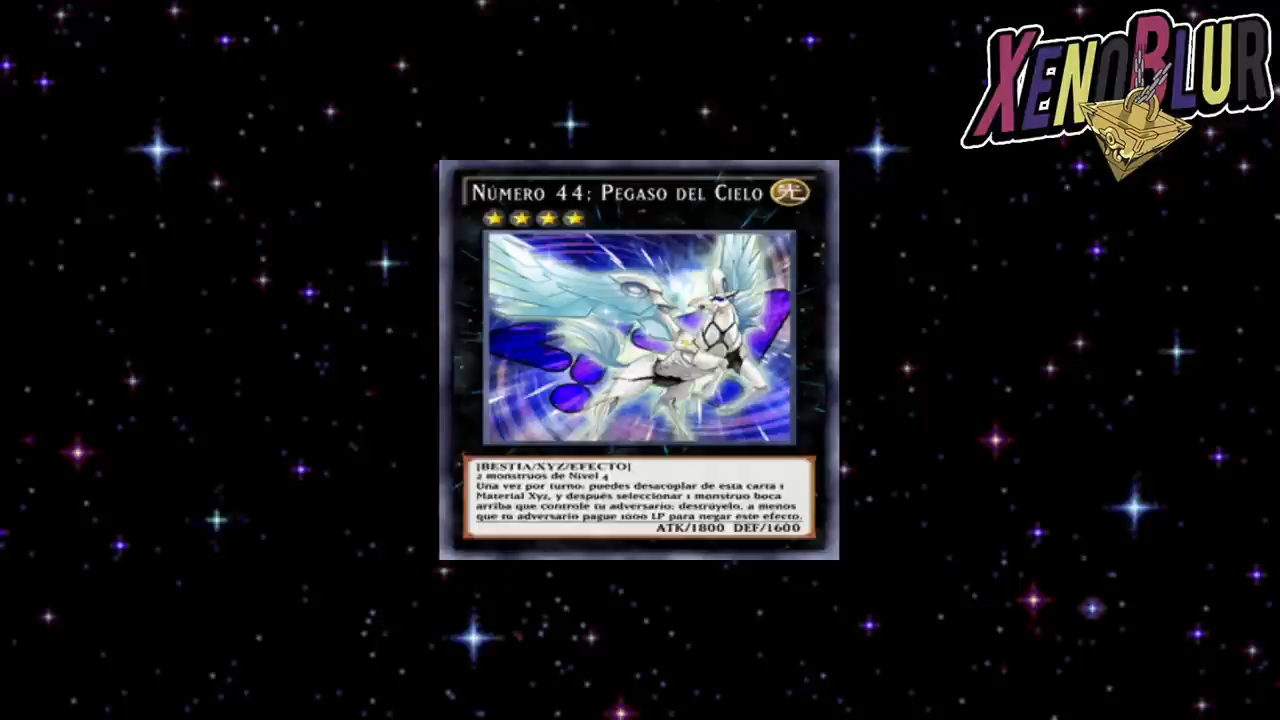 XENOBLUR
NÚMERO 44: PEGASO DEL CIELO 光
[BESTIA/XYZ/EFECTO]
2 monstruos de Nivel 4
Una vez por turno: puedes desacoplar de esta carta 1
Material Xyz, y después seleccionar 1 monstruo boca
arriba que controle tu adversario; destrúyelo, a menos
que tu adversario pague 1000 LP para negar este efecto.
ATK/1800 DEF/1600